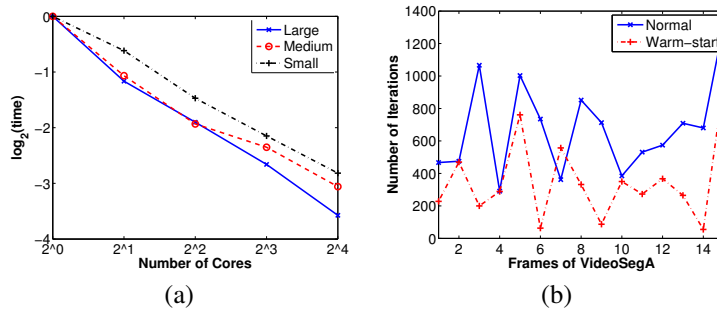 0
−1
−2
−3
−4
2^0
2^1
2^2
2^3
2^4
log2(time)
Number of Cores
Large
Medium
Small
(a)
1400
1200
1000
800
600
400
200
0
2
4
6
8
10
12
14
Number of Iterations
Frames of VideoSegA
Normal
Warm−start
(b)